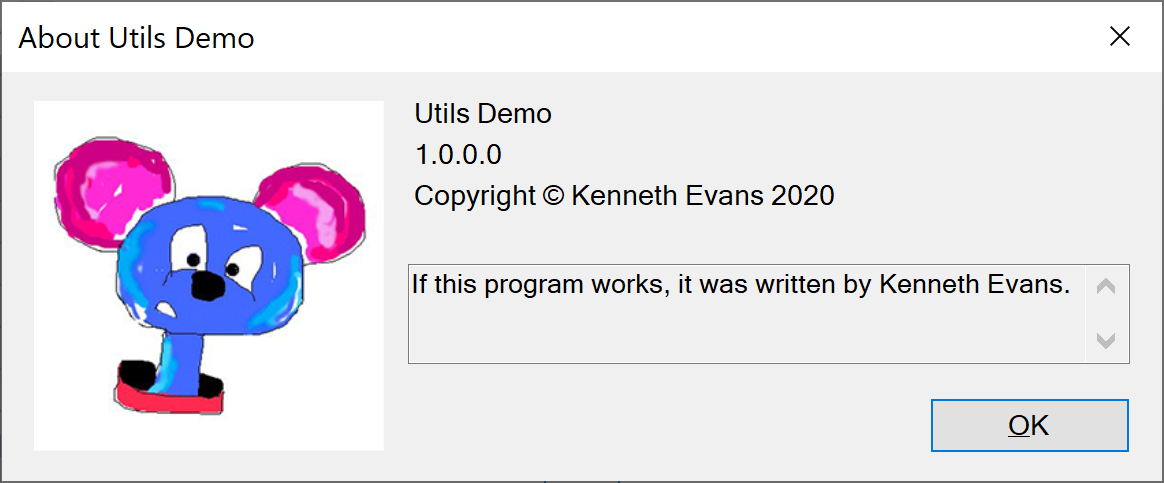 About Utils Demo
Utils Demo
1.0.0.0
Copyright © Kenneth Evans 2020
If this program works, it was written by Kenneth Evans.
OK